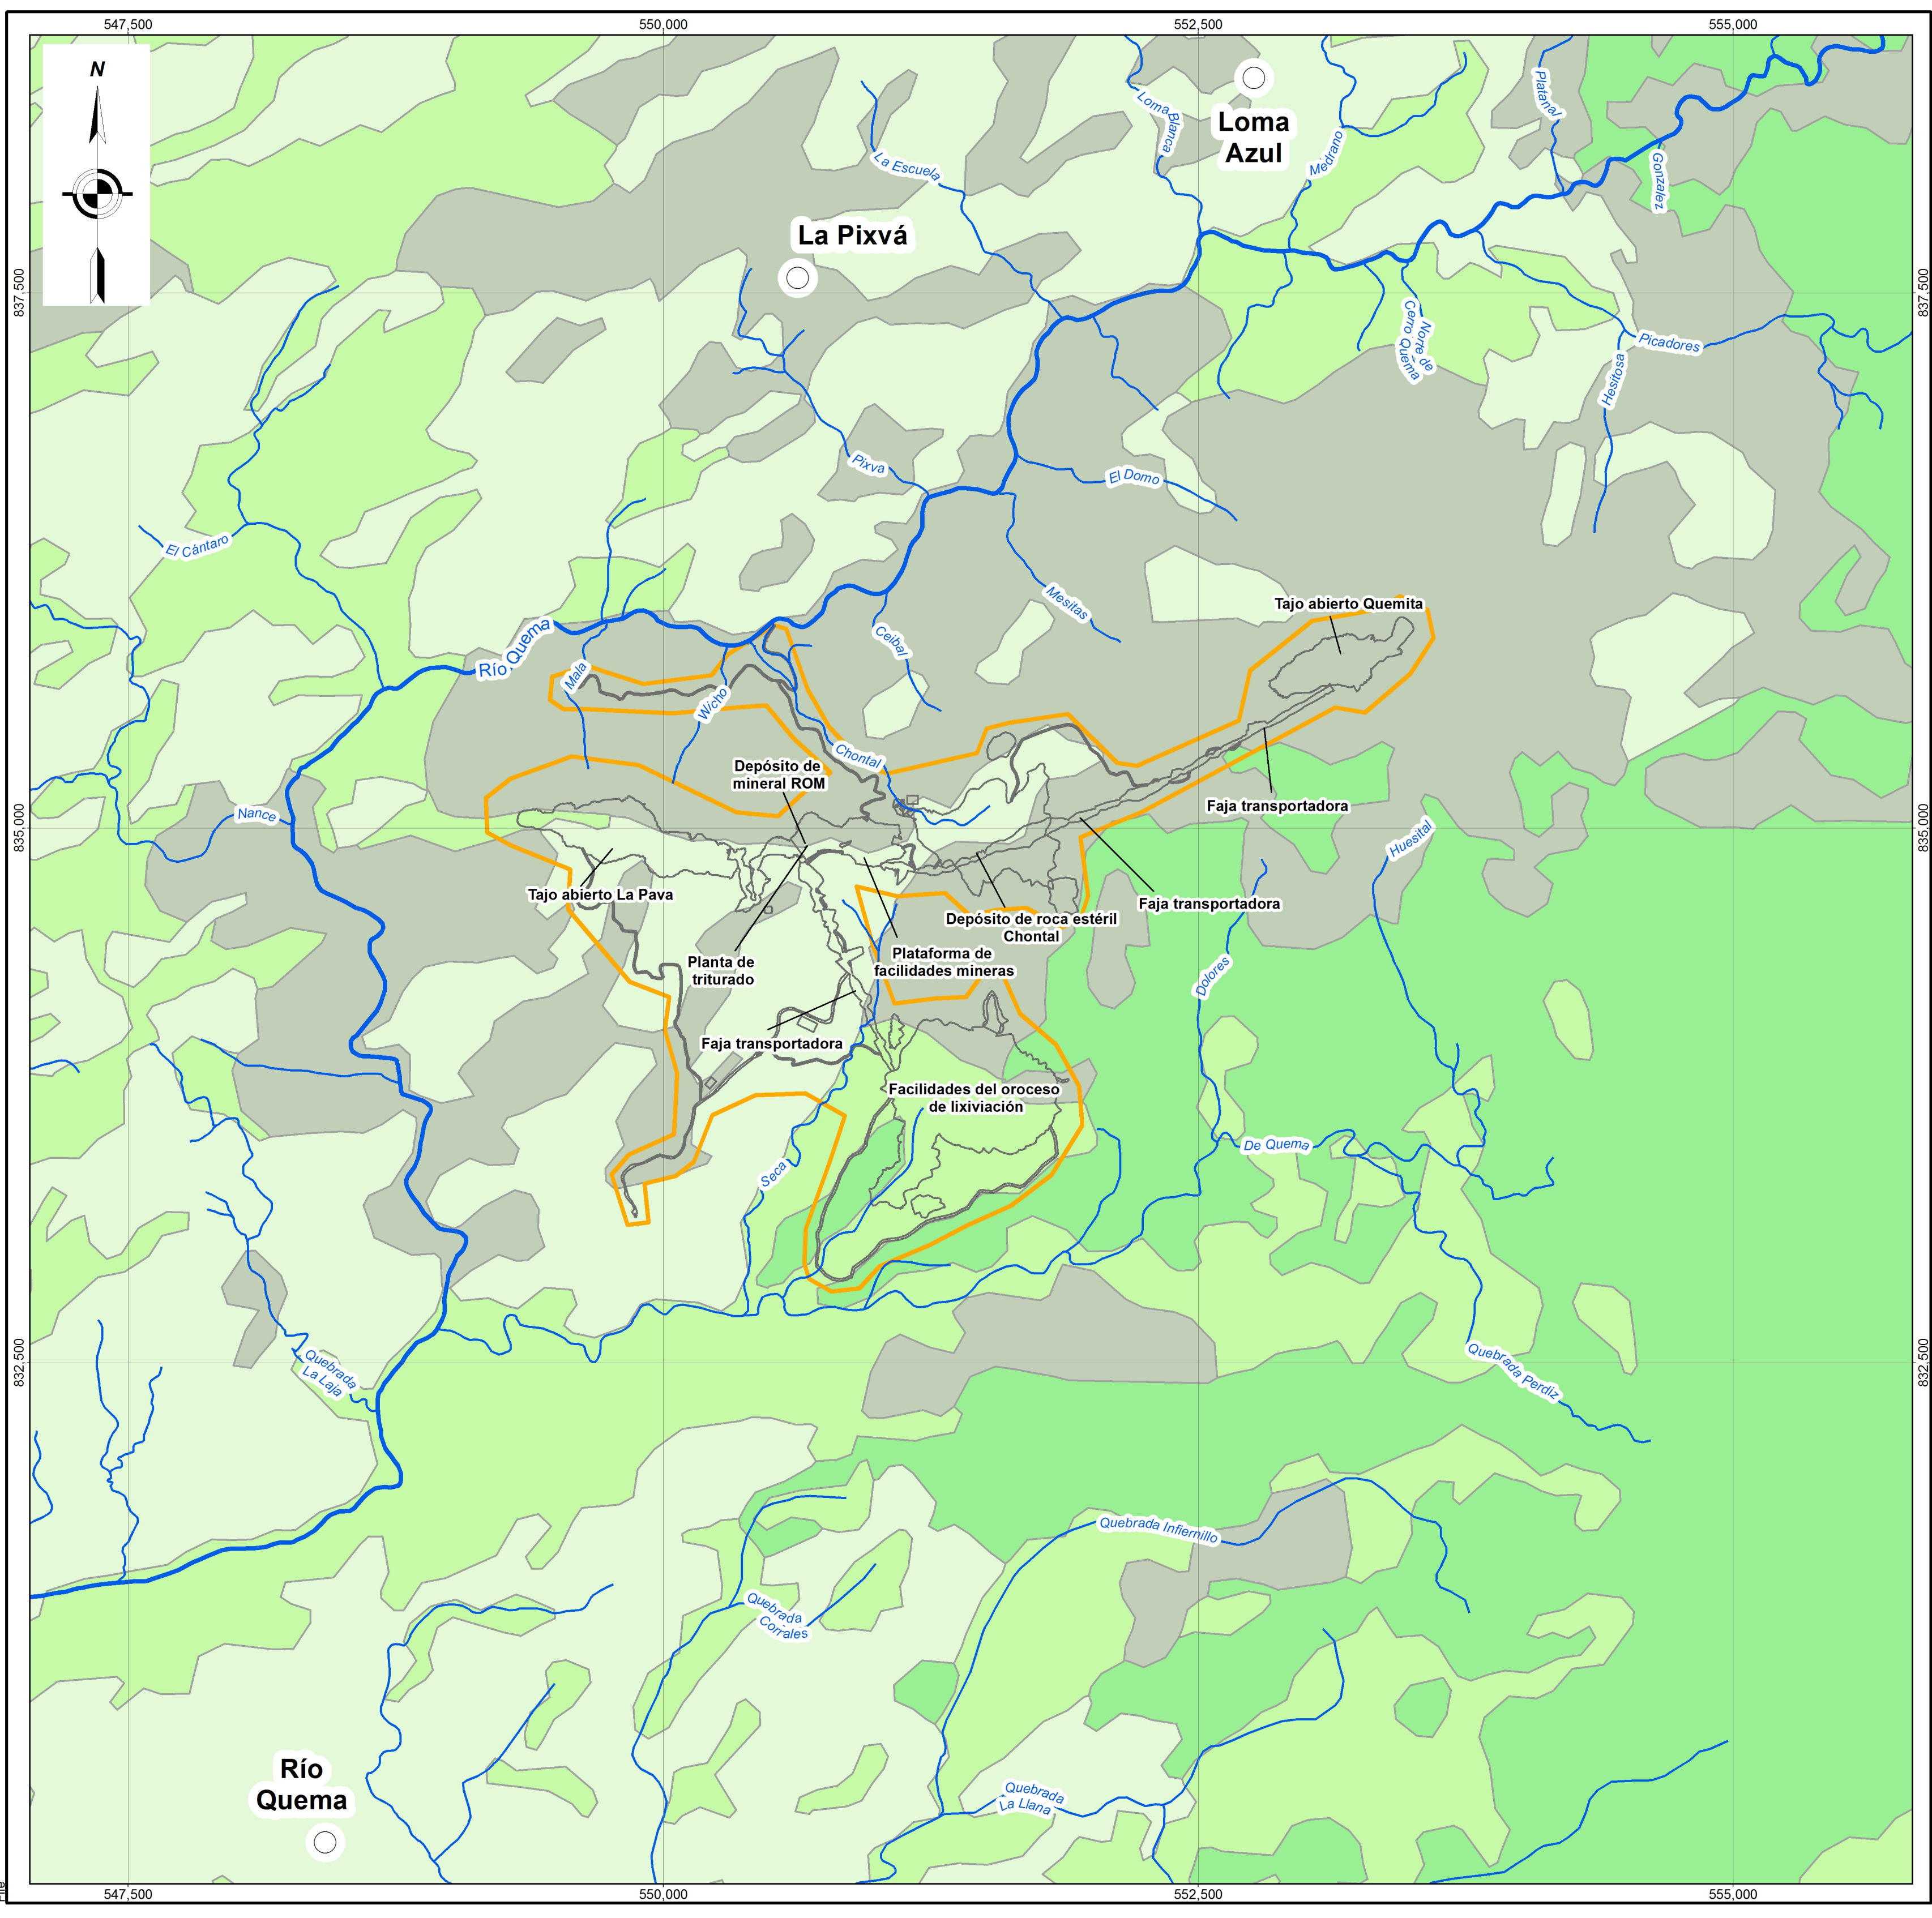 547,500
550,000
552,500
555,000
N
Loma
Azul
La Pixvá
Río
Quema
Loma Blanca
Medrano
Platanal
Gonzalez
La Escuela
Norte de
Cerro Quema
Picadores
Hesitosa
Pixva
El Domo
El Cántaro
Mesitas
Ceibal
Río Quema
Mala
Wicho
Chontal
Nance
Huesital
Dolores
De Quema
Seca
Quebrada
La Laja
Quebrada Perdiz
Quebrada Infiernillo
Quebrada
Corrales
Quebrada
La Llana
Tajo abierto Quemita
Depósito de
mineral ROM
Faja transportadora
Tajo abierto La Pava
Faja transportadora
Depósito de roca estéril
Chontal
Plataforma de
facilidades mineras
Planta de
triturado
Faja transportadora
Facilidades del oroceso
de lixiviación
837,500
835,000
832,500
837,500
835,000
832,500
547,500
550,000
552,500
555,000